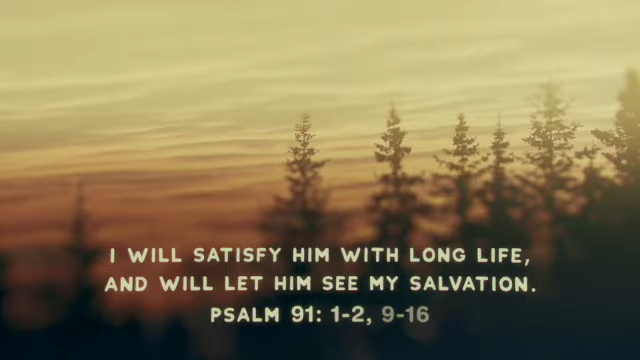 I WILL SATISFY HIM WITH LONG LIFE,
AND WILL LET HIM SEE MY SALVATION.
PSALM 91: 1-2, 9-16